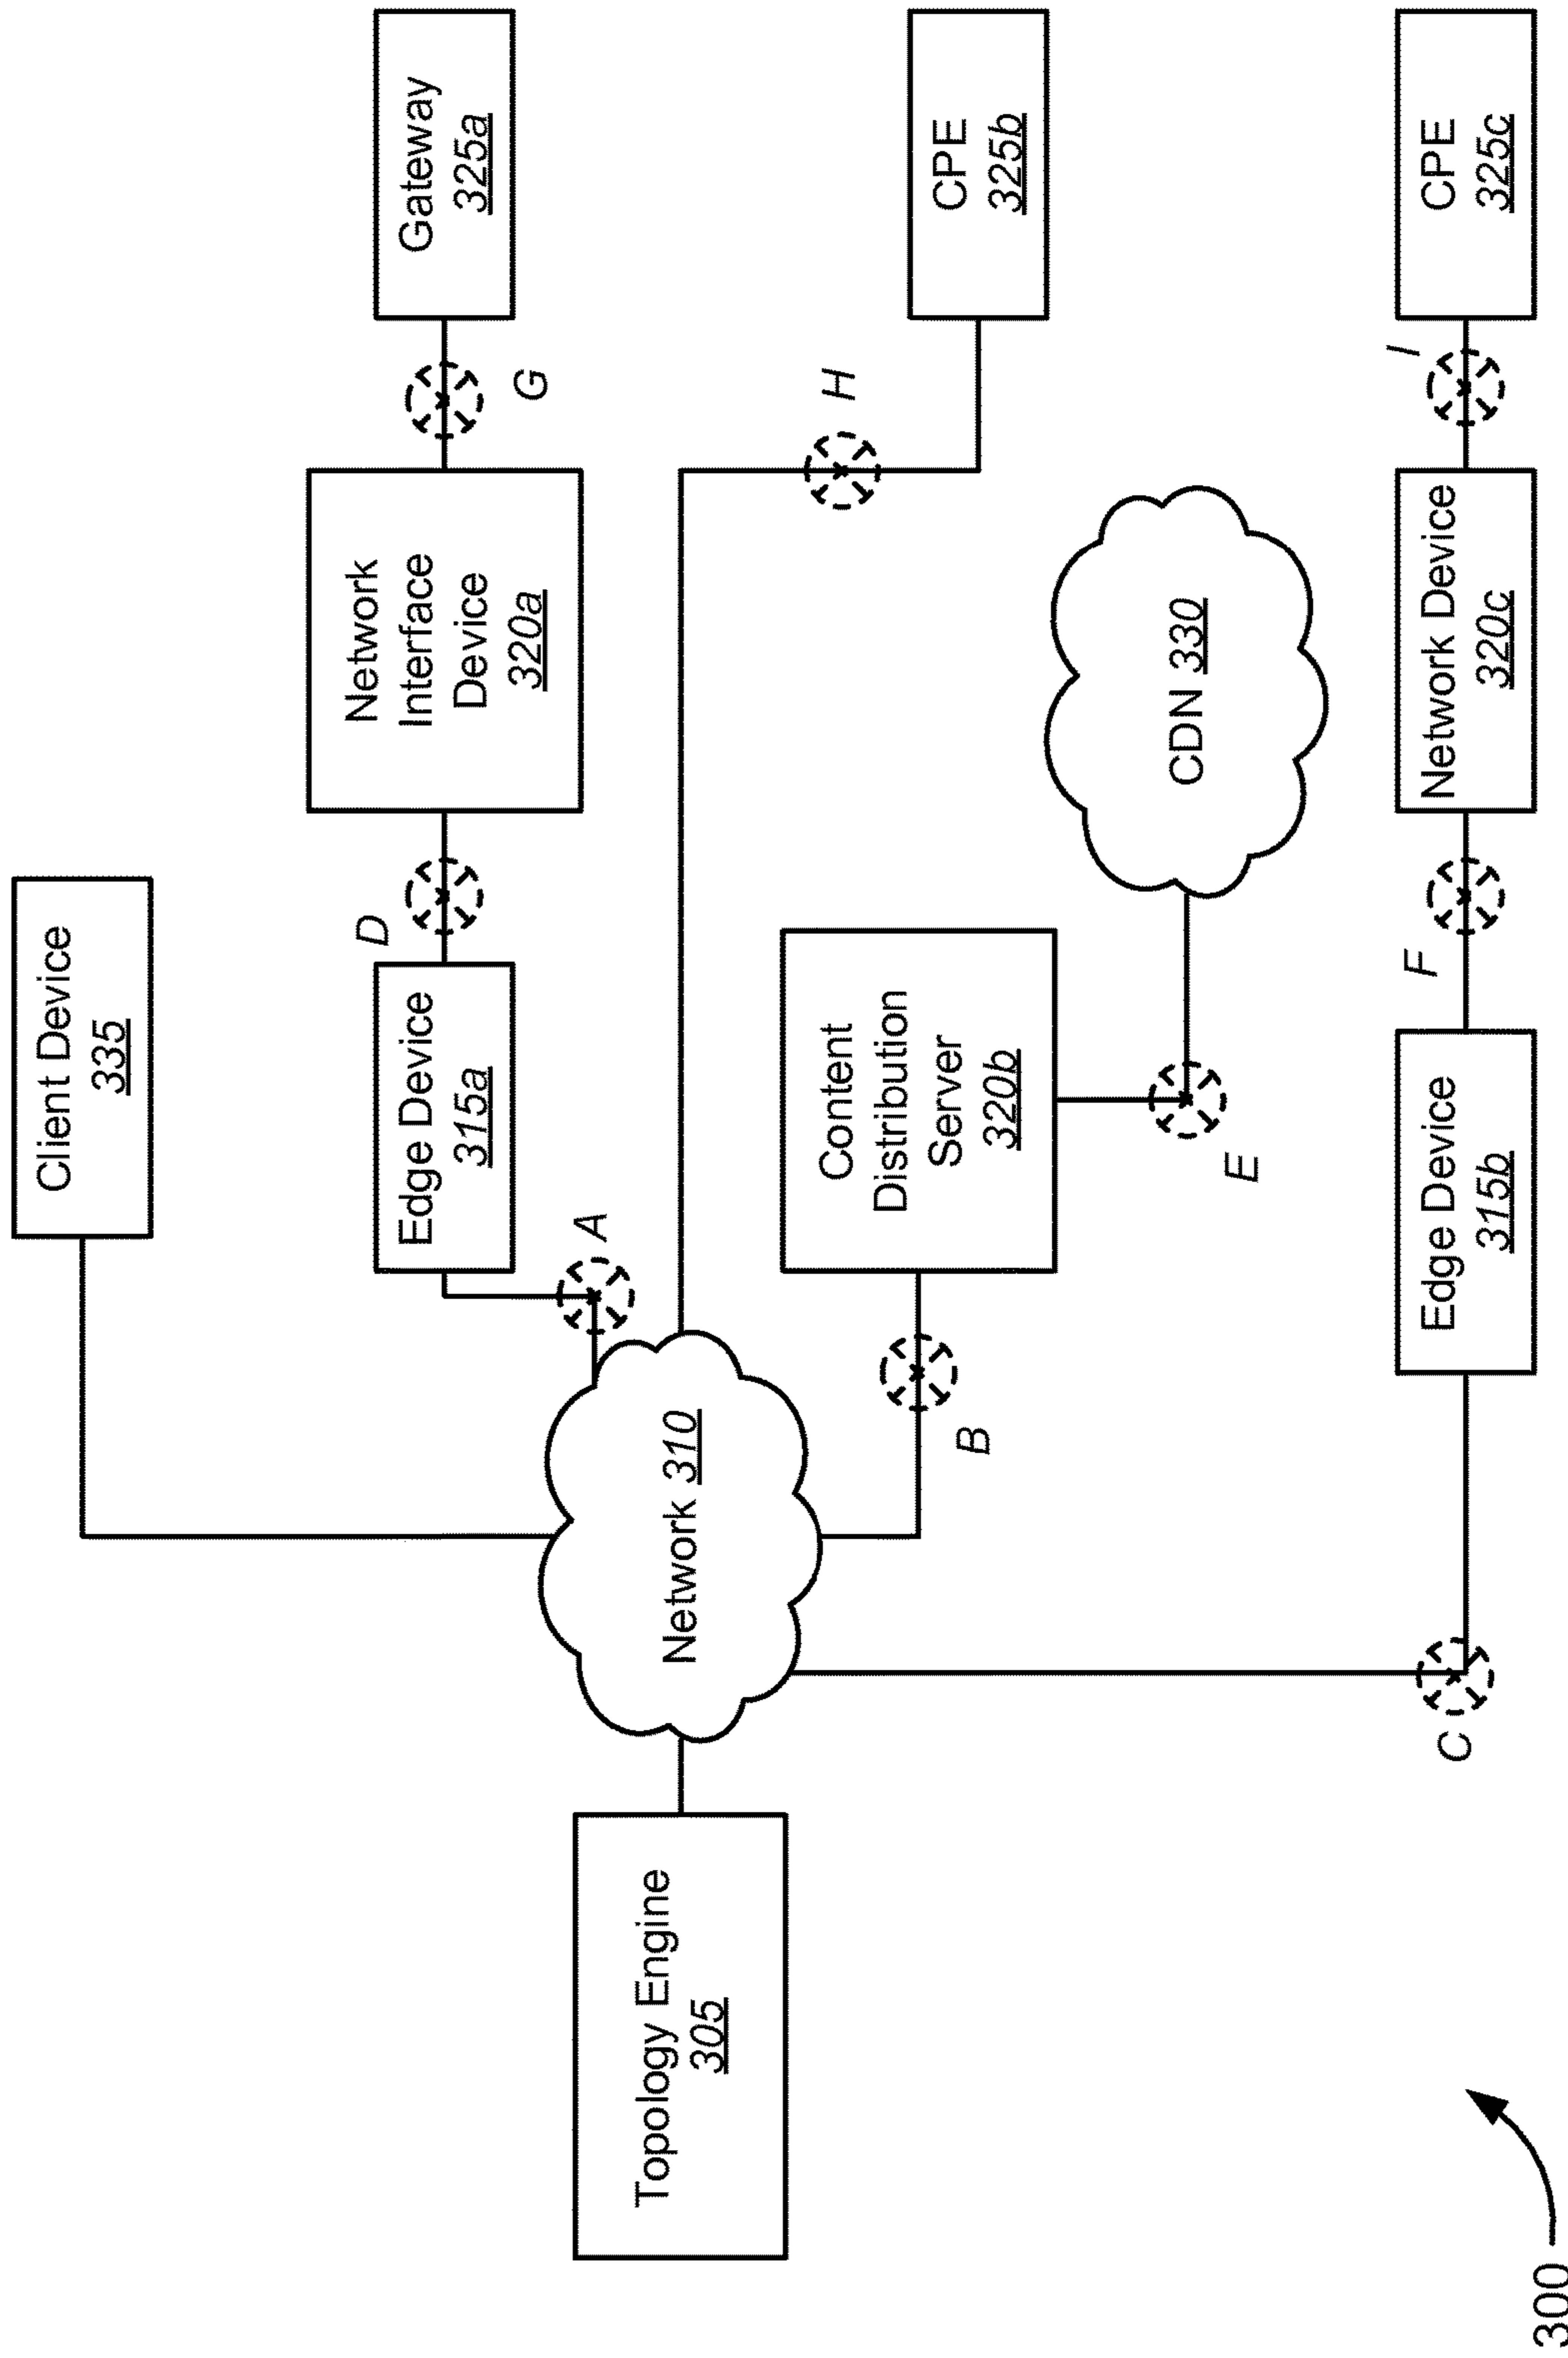 Client Device
335
Edge Device
315a
D
Network
Interface
Device
320a
G
Gateway
325a
A
Topology Engine
305
Network 310
H
CPE
325b
B
Content
Distribution
Server
320b
E
CDN 330
C
Edge Device
315b
F
Network Device
320c
I
CPE
325c
300